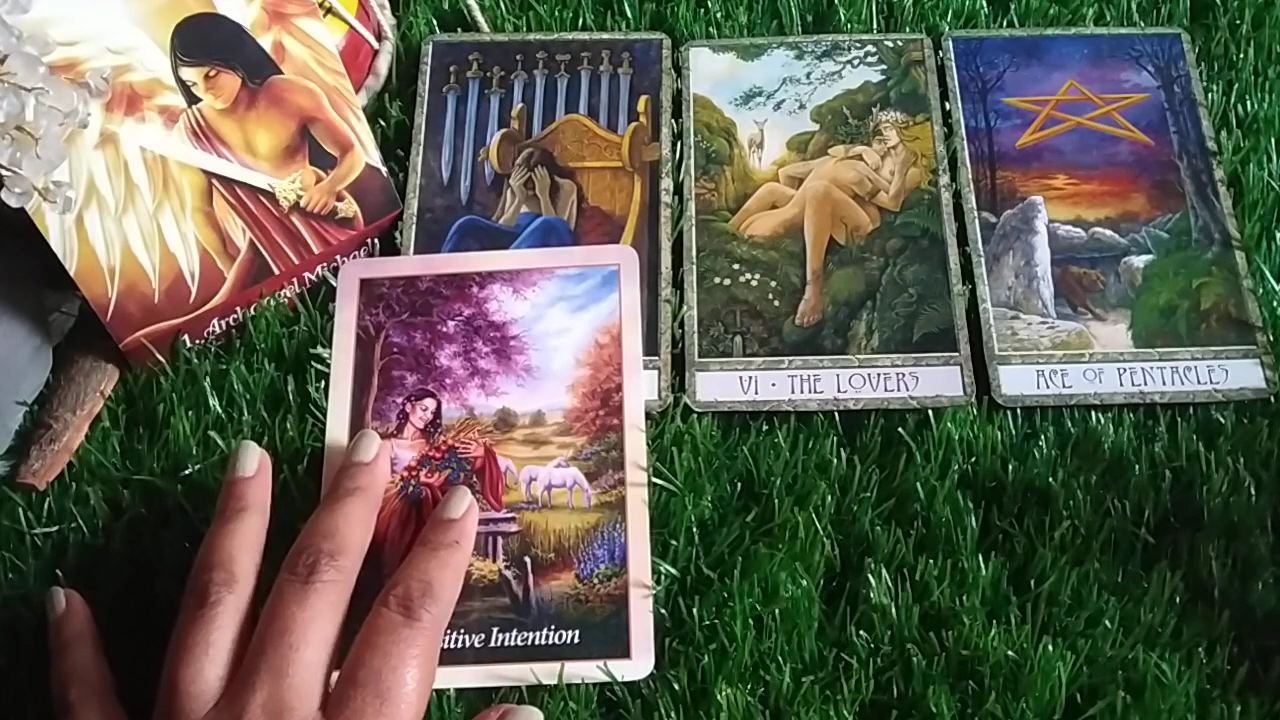 1. Archangel Michael
VI • THE LOVERS
ACE OF PENTACLES
sitive Intention